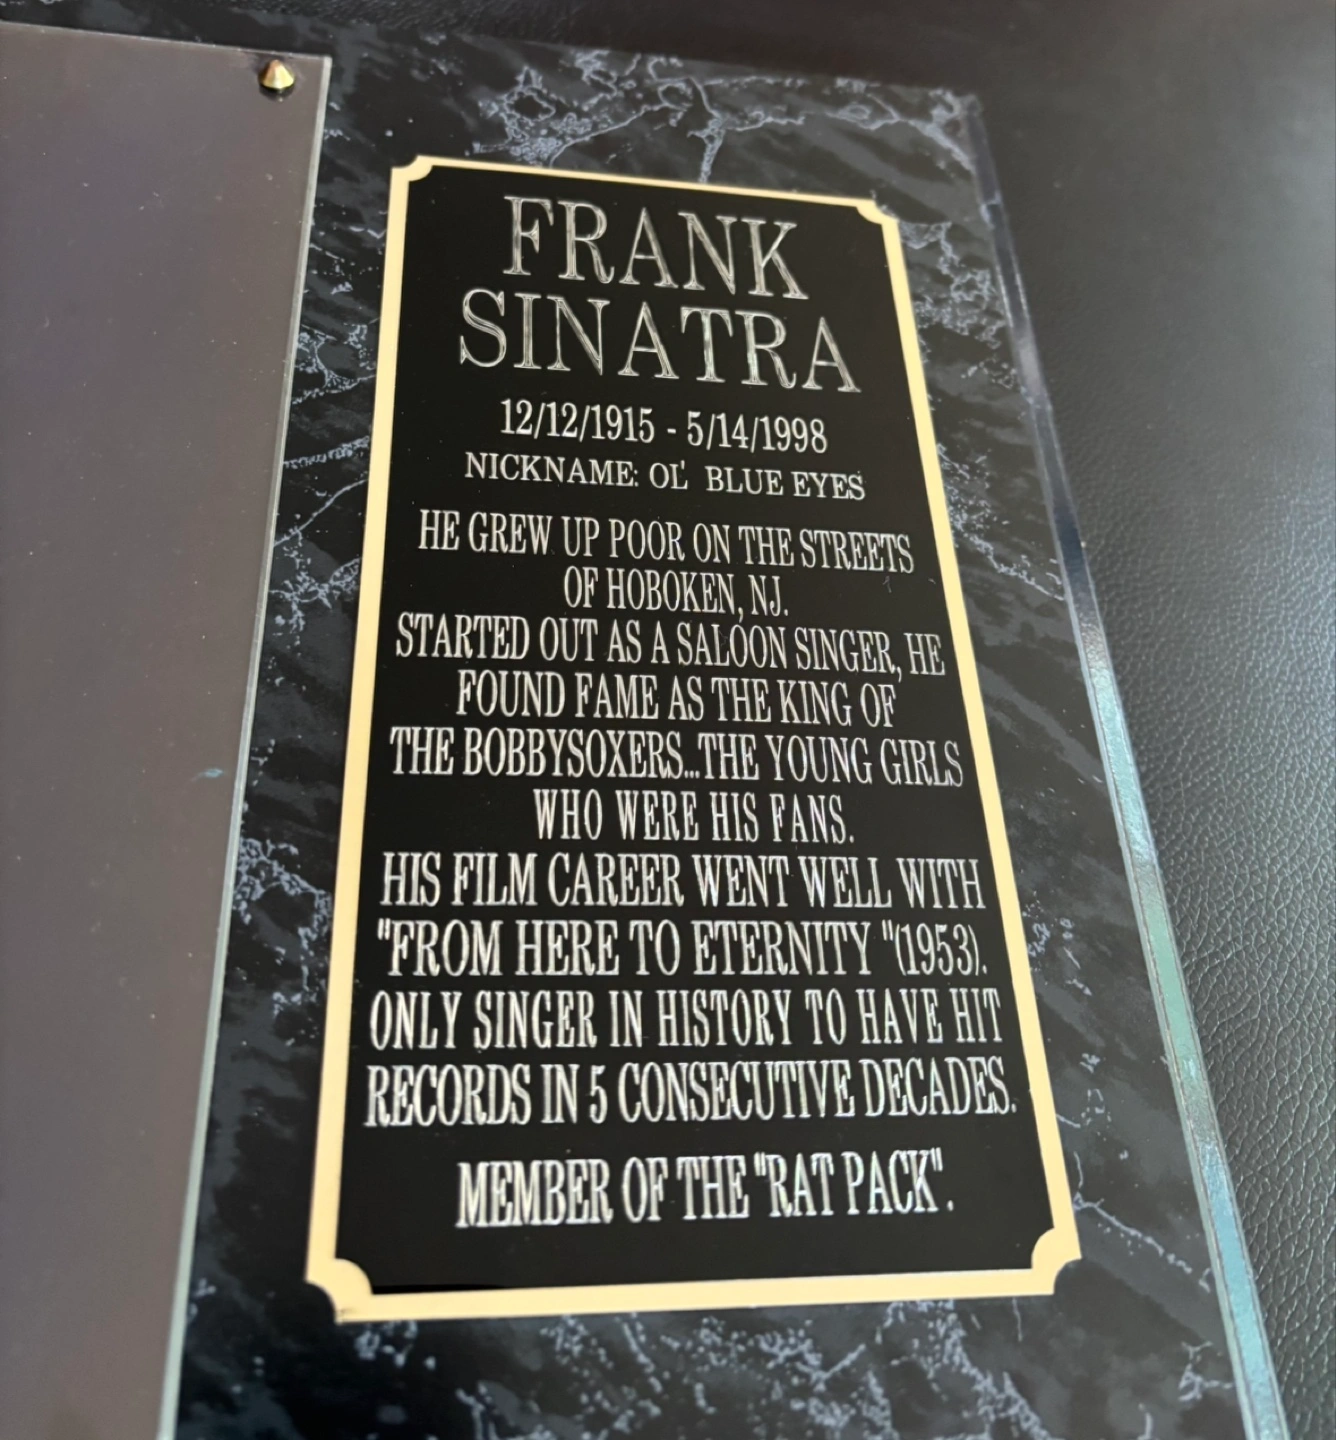 FRANK
SINATRA
12/12/1915 - 5/14/1998
NICKNAME: OL' BLUE EYES
HE GREW UP POOR ON THE STREETS
OF HOBOKEN, NJ.
STARTED OUT AS A SALOON SINGER, HE
FOUND FAME AS THE KING OF
THE BOBBYSOXERS...THE YOUNG GIRLS
WHO WERE HIS FANS.
HIS FILM CAREER WENT WELL WITH
"FROM HERE TO ETERNITY "(1953).
ONLY SINGER IN HISTORY TO HAVE HIT
RECORDS IN 5 CONSECUTIVE DECADES.
MEMBER OF THE "RAT PACK".